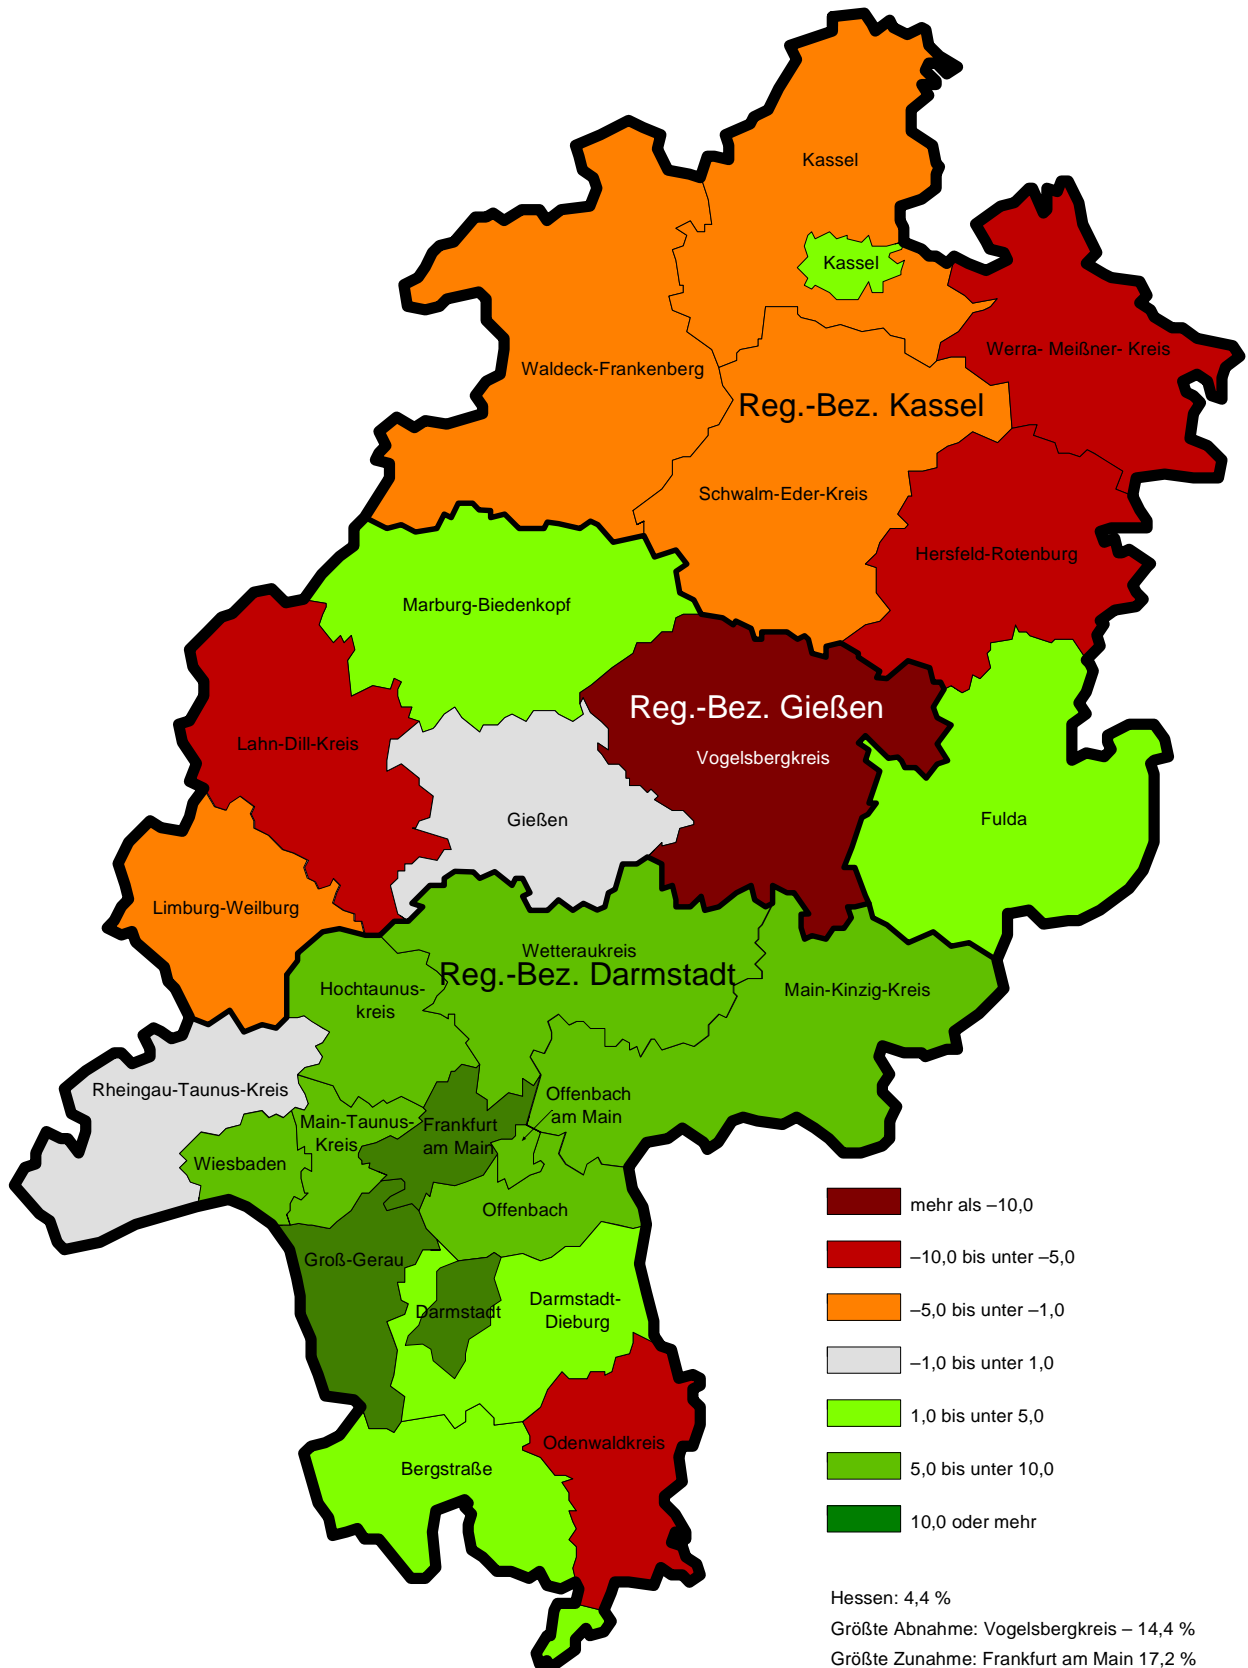 Kassel
Kassel
Werra- Meißner- Kreis
Waldeck-Frankenberg
Reg.-Bez. Kassel
Schwalm-Eder-Kreis
Hersfeld-Rotenburg
Marburg-Biedenkopf
Reg.-Bez. Gießen
Lahn-Dill-Kreis
Vogelsbergkreis
Gießen
Fulda
Limburg-Weilburg
Wetteraukreis
Reg.-Bez. Darmstadt
Hochtaunus-
kreis
Main-Kinzig-Kreis
Rheingau-Taunus-Kreis
Offenbach
am Main
Main-Taunus-
Kreis
Frankfurt
am Main
Wiesbaden
Offenbach
Groß-Gerau
Darmstadt
Darmstadt-
Dieburg
Odenwaldkreis
Bergstraße
mehr als –10,0
–10,0 bis unter –5,0
–5,0 bis unter –1,0
–1,0 bis unter 1,0
1,0 bis unter 5,0
5,0 bis unter 10,0
10,0 oder mehr
Hessen: 4,4 %
Größte Abnahme: Vogelsbergkreis – 14,4 %
Größte Zunahme: Frankfurt am Main 17,2 %